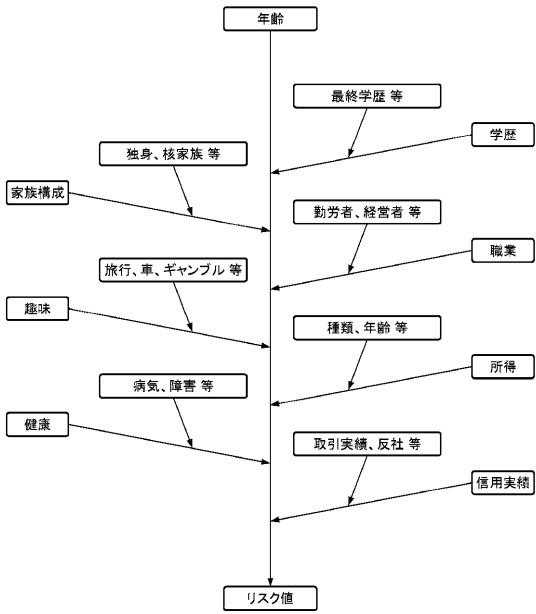 年齢
最終学歴 等
学歴
独身、核家族 等
家族構成
勤労者、経営者 等
職業
旅行、車、ギャンブル 等
趣味
種類、年齢 等
所得
病気、障害 等
健康
取引実績、反社 等
信用実績
リスク値